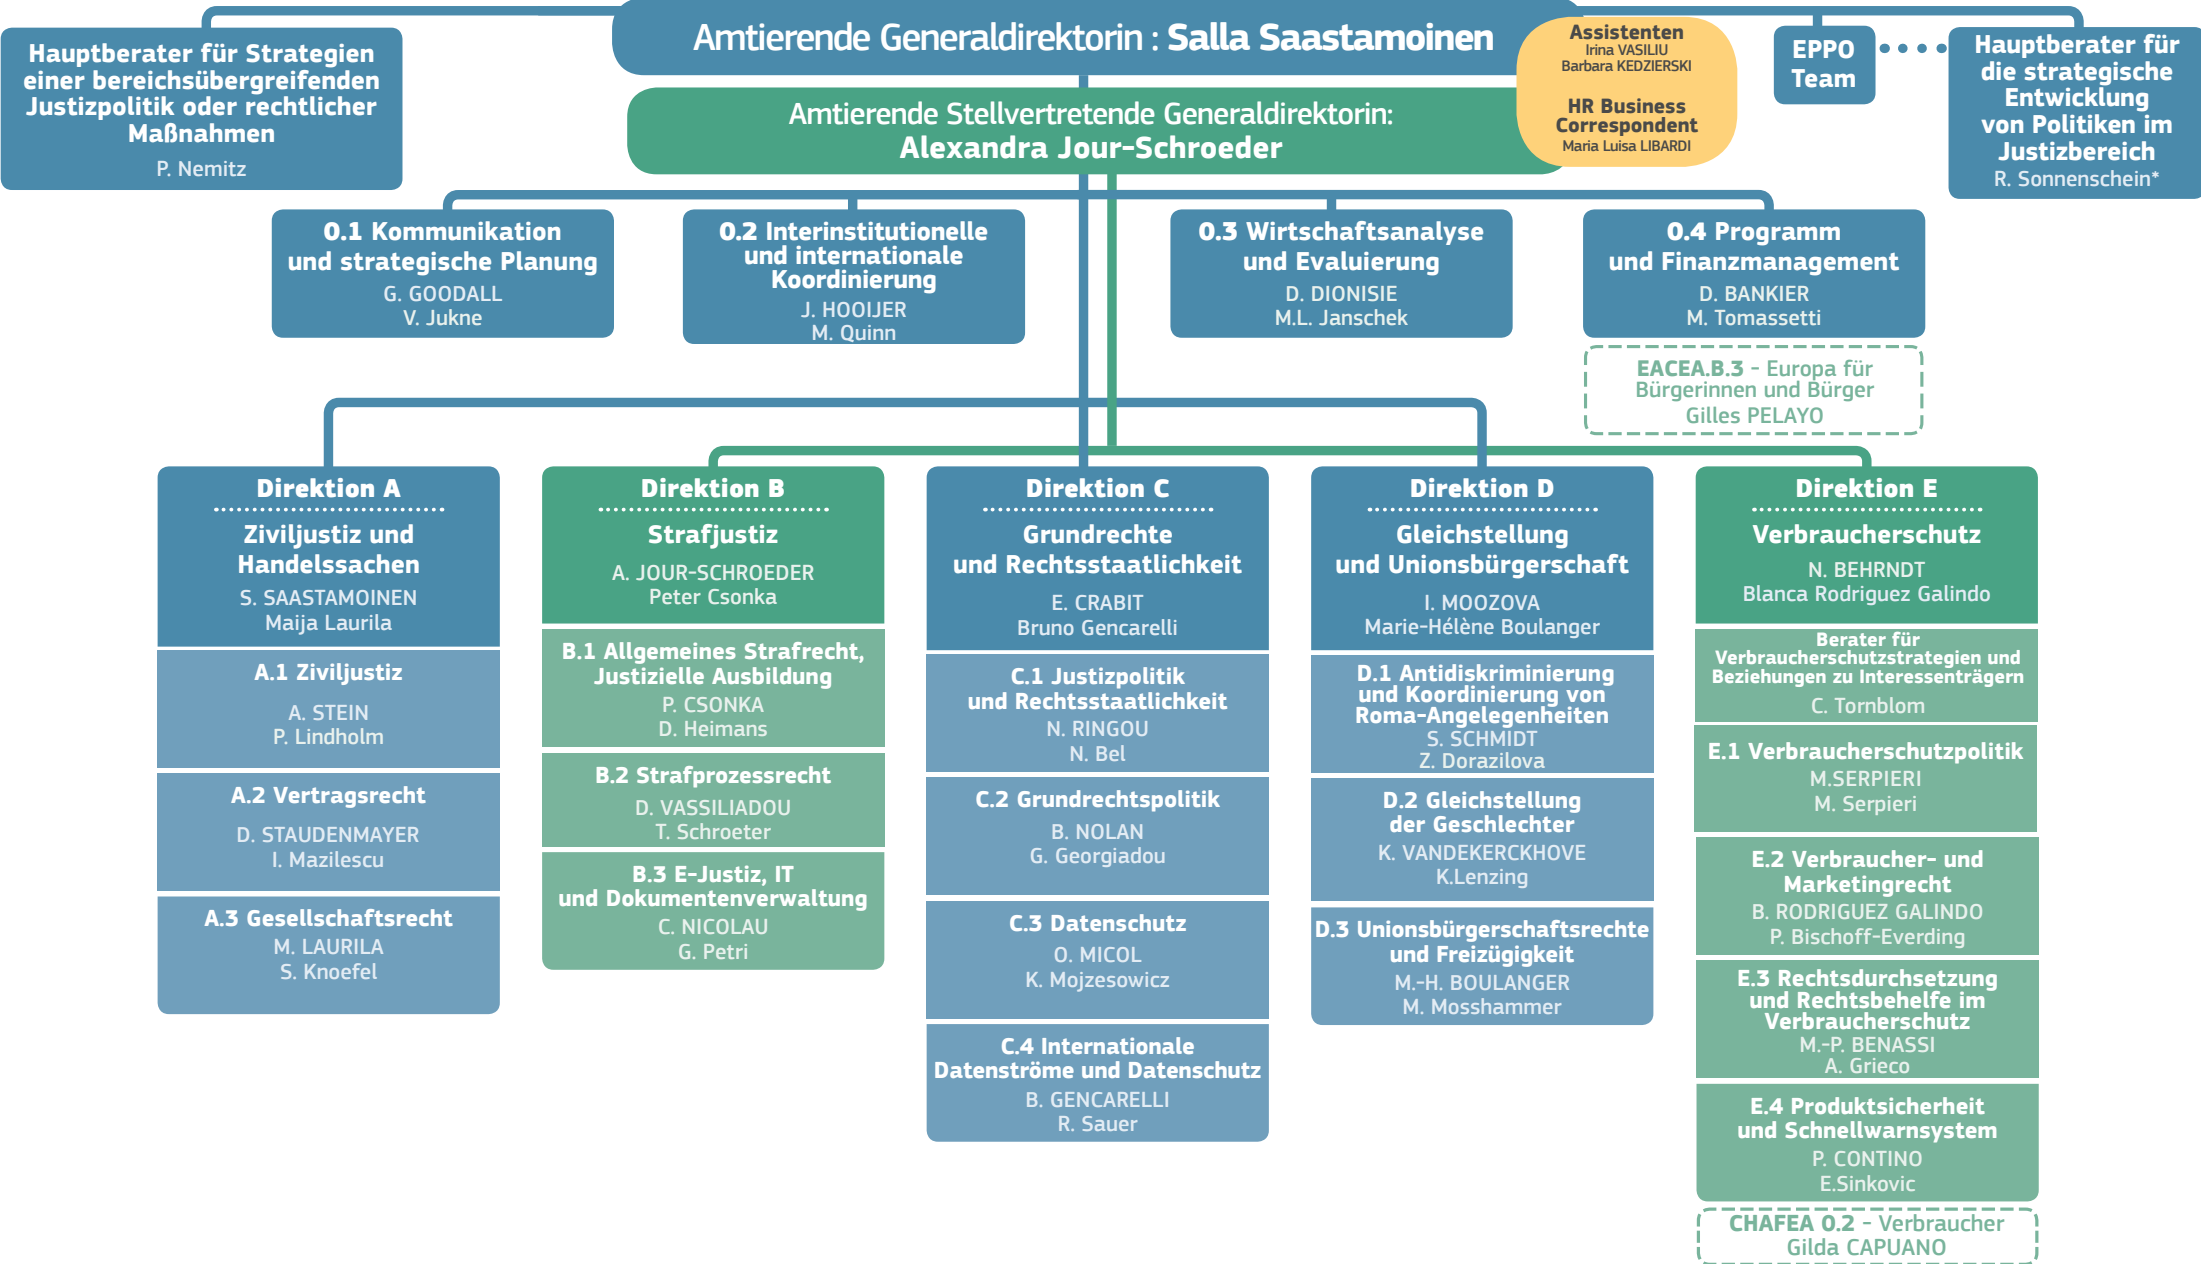 Hauptberater für Strategien
einer bereichsübergreifenden
Justizpolitik oder rechtlicher
Maßnahmen
P. Nemitz
Amtierende Generaldirektorin : Salla Saastamoinen
Amtierende Stellvertretende Generaldirektorin:
Alexandra Jour-Schroeder
Assistenten
Irina VASILIU
Barbara KEDZIERSKI
HR Business
Correspondent
Maria Luisa LIBARDI
EPPO
Team
Hauptberater für
die strategische
Entwicklung
von Politiken im
Justizbereich
R. Sonnenschein*
0.1 Kommunikation
und strategische Planung
G. GOODALL
V. Jukne
0.2 Interinstitutionelle
und internationale
Koordinierung
J. HOOIJER
M. Quinn
0.3 Wirtschaftsanalyse
und Evaluierung
D. DIONISIE
M.L. Janschek
0.4 Programm
und Finanzmanagement
D. BANKIER
M. Tomassetti
EACEA.B.3 - Europa für
Bürgerinnen und Bürger
Gilles PELAYO
Direktion A
Ziviljustiz und
Handelssachen
S. SAASTAMOINEN
Maija Laurila
A.1 Ziviljustiz
A. STEIN
P. Lindholm
A.2 Vertragsrecht
D. STAUDENMAYER
I. Mazilescu
A.3 Gesellschaftsrecht
M. LAURILA
S. Knoefel
Direktion B
Strafjustiz
A. JOUR-SCHROEDER
Peter Csonka
B.1 Allgemeines Strafrecht,
Justizielle Ausbildung
P. CSONKA
D. Heimans
B.2 Strafprozessrecht
D. VASSILIADOU
T. Schroeter
B.3 E-Justiz, IT
und Dokumentenverwaltung
C. NICOLAU
G. Petri
Direktion C
Grundrechte
und Rechtsstaatlichkeit
E. CRABIT
Bruno Gencarelli
C.1 Justizpolitik
und Rechtsstaatlichkeit
N. RINGOU
N. Bel
C.2 Grundrechtspolitik
B. NOLAN
G. Georgiadou
C.3 Datenschutz
O. MICOL
K. Mojzesowicz
C.4 Internationale
Datenströme und Datenschutz
B. GENCARELLI
R. Sauer
Direktion D
Gleichstellung
und Unionsbürgerschaft
I. MOOZOVA
Marie-Hélène Boulanger
D.1 Antidiskriminierung
und Koordinierung von
Roma-Angelegenheiten
S. SCHMIDT
Z. Dorazilova
D.2 Gleichstellung
der Geschlechter
K. VANDEKERCKHOVE
K.Lenzing
D.3 Unionsbürgerschaftsrechte
und Freizügigkeit
M.-H. BOULANGER
M. Mosshammer
Direktion E
Verbraucherschutz
N. BEHRNDT
Blanca Rodriguez Galindo
Berater für
Verbraucherschutzstrategien und
Beziehungen zu Interessenträgern
C. Tornblom
E.1 Verbraucherschutzpolitik
M.SERPIERI
M. Serpieri
E.2 Verbraucher- und
Marketingrecht
B. RODRIGUEZ GALINDO
P. Bischoff-Everding
E.3 Rechtsdurchsetzung
und Rechtsbehelfe im
Verbraucherschutz
M.-P. BENASSI
A. Grieco
E.4 Produktsicherheit
und Schnellwarnsystem
P. CONTINO
E.Sinkovic
CHAFEA 0.2 - Verbraucher
Gilda CAPUANO